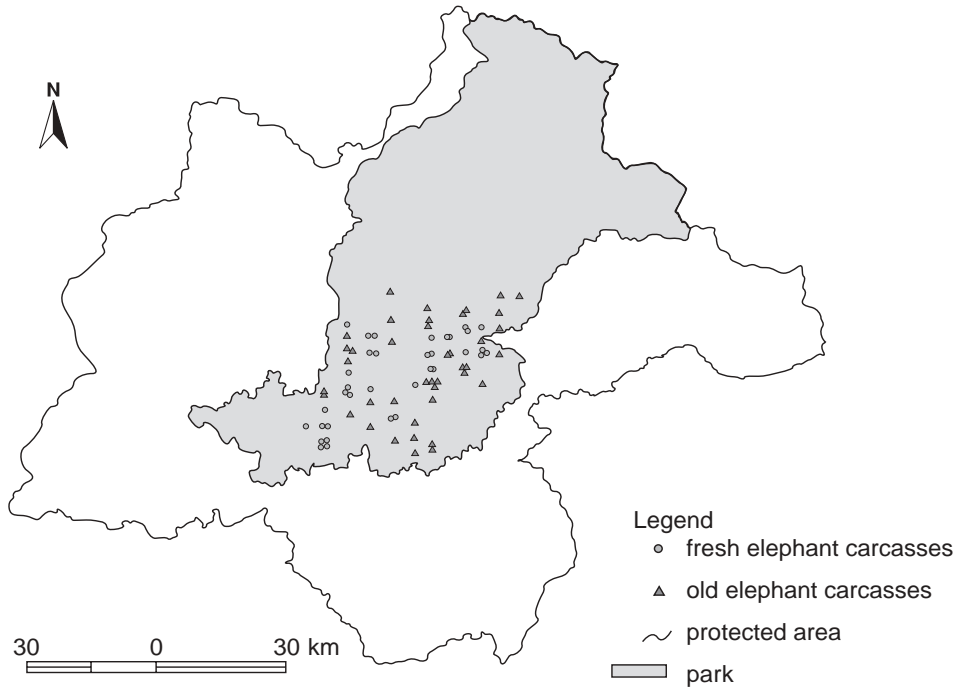 N
Legend
fresh elephant carcasses
old elephant carcasses
protected area
park
30 0 30 km